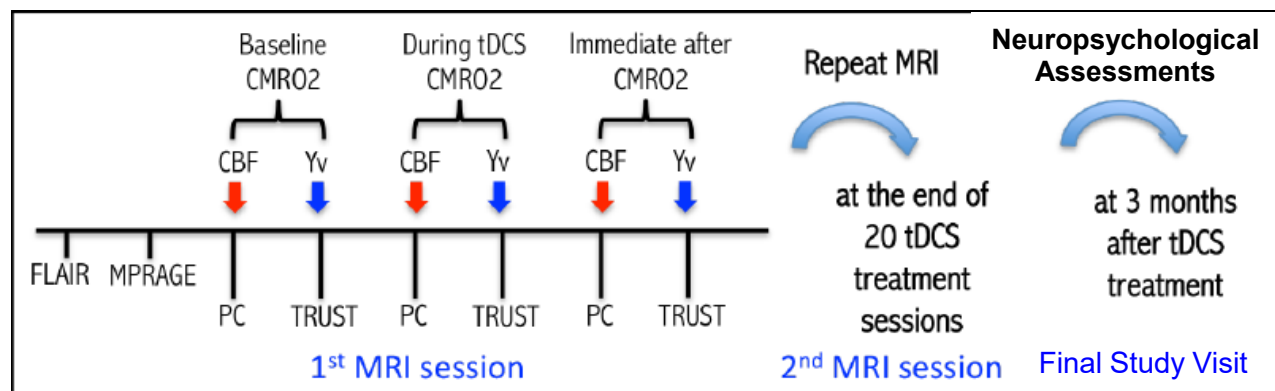 Baseline
CMRO2
During tDCS
CMRO2
Immediate after
CMRO2
CBF Yv CBF Yv CBF Yv
FLAIR MPRAGE
PC TRUST PC TRUST PC TRUST
1st MRI session
Repeat MRI
at the end of
20 tDCS
treatment
sessions
2nd MRI session
Neuropsychological
Assessments
at 3 months
after tDCS
treatment
Final Study Visit